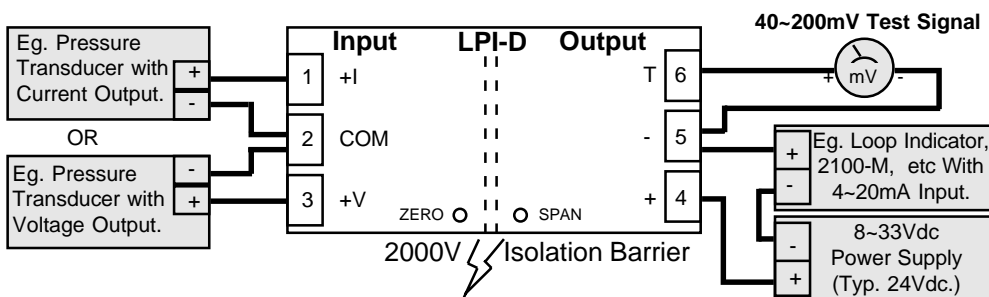 40~200mV Test Signal
Input LPI-D Output
Eg. Pressure
Transducer with
Current Output.
+
-
OR
Eg. Pressure
Transducer with
Voltage Output.
-
+
1 +I
2 COM
3 +V
ZERO
SPAN
T 6
- 5
+ 4
+ mV -
Eg. Loop Indicator,
2100-M, etc With
4~20mA Input.
+
-
8~33Vdc
Power Supply
(Typ. 24Vdc.)
-
+
2000V Isolation Barrier